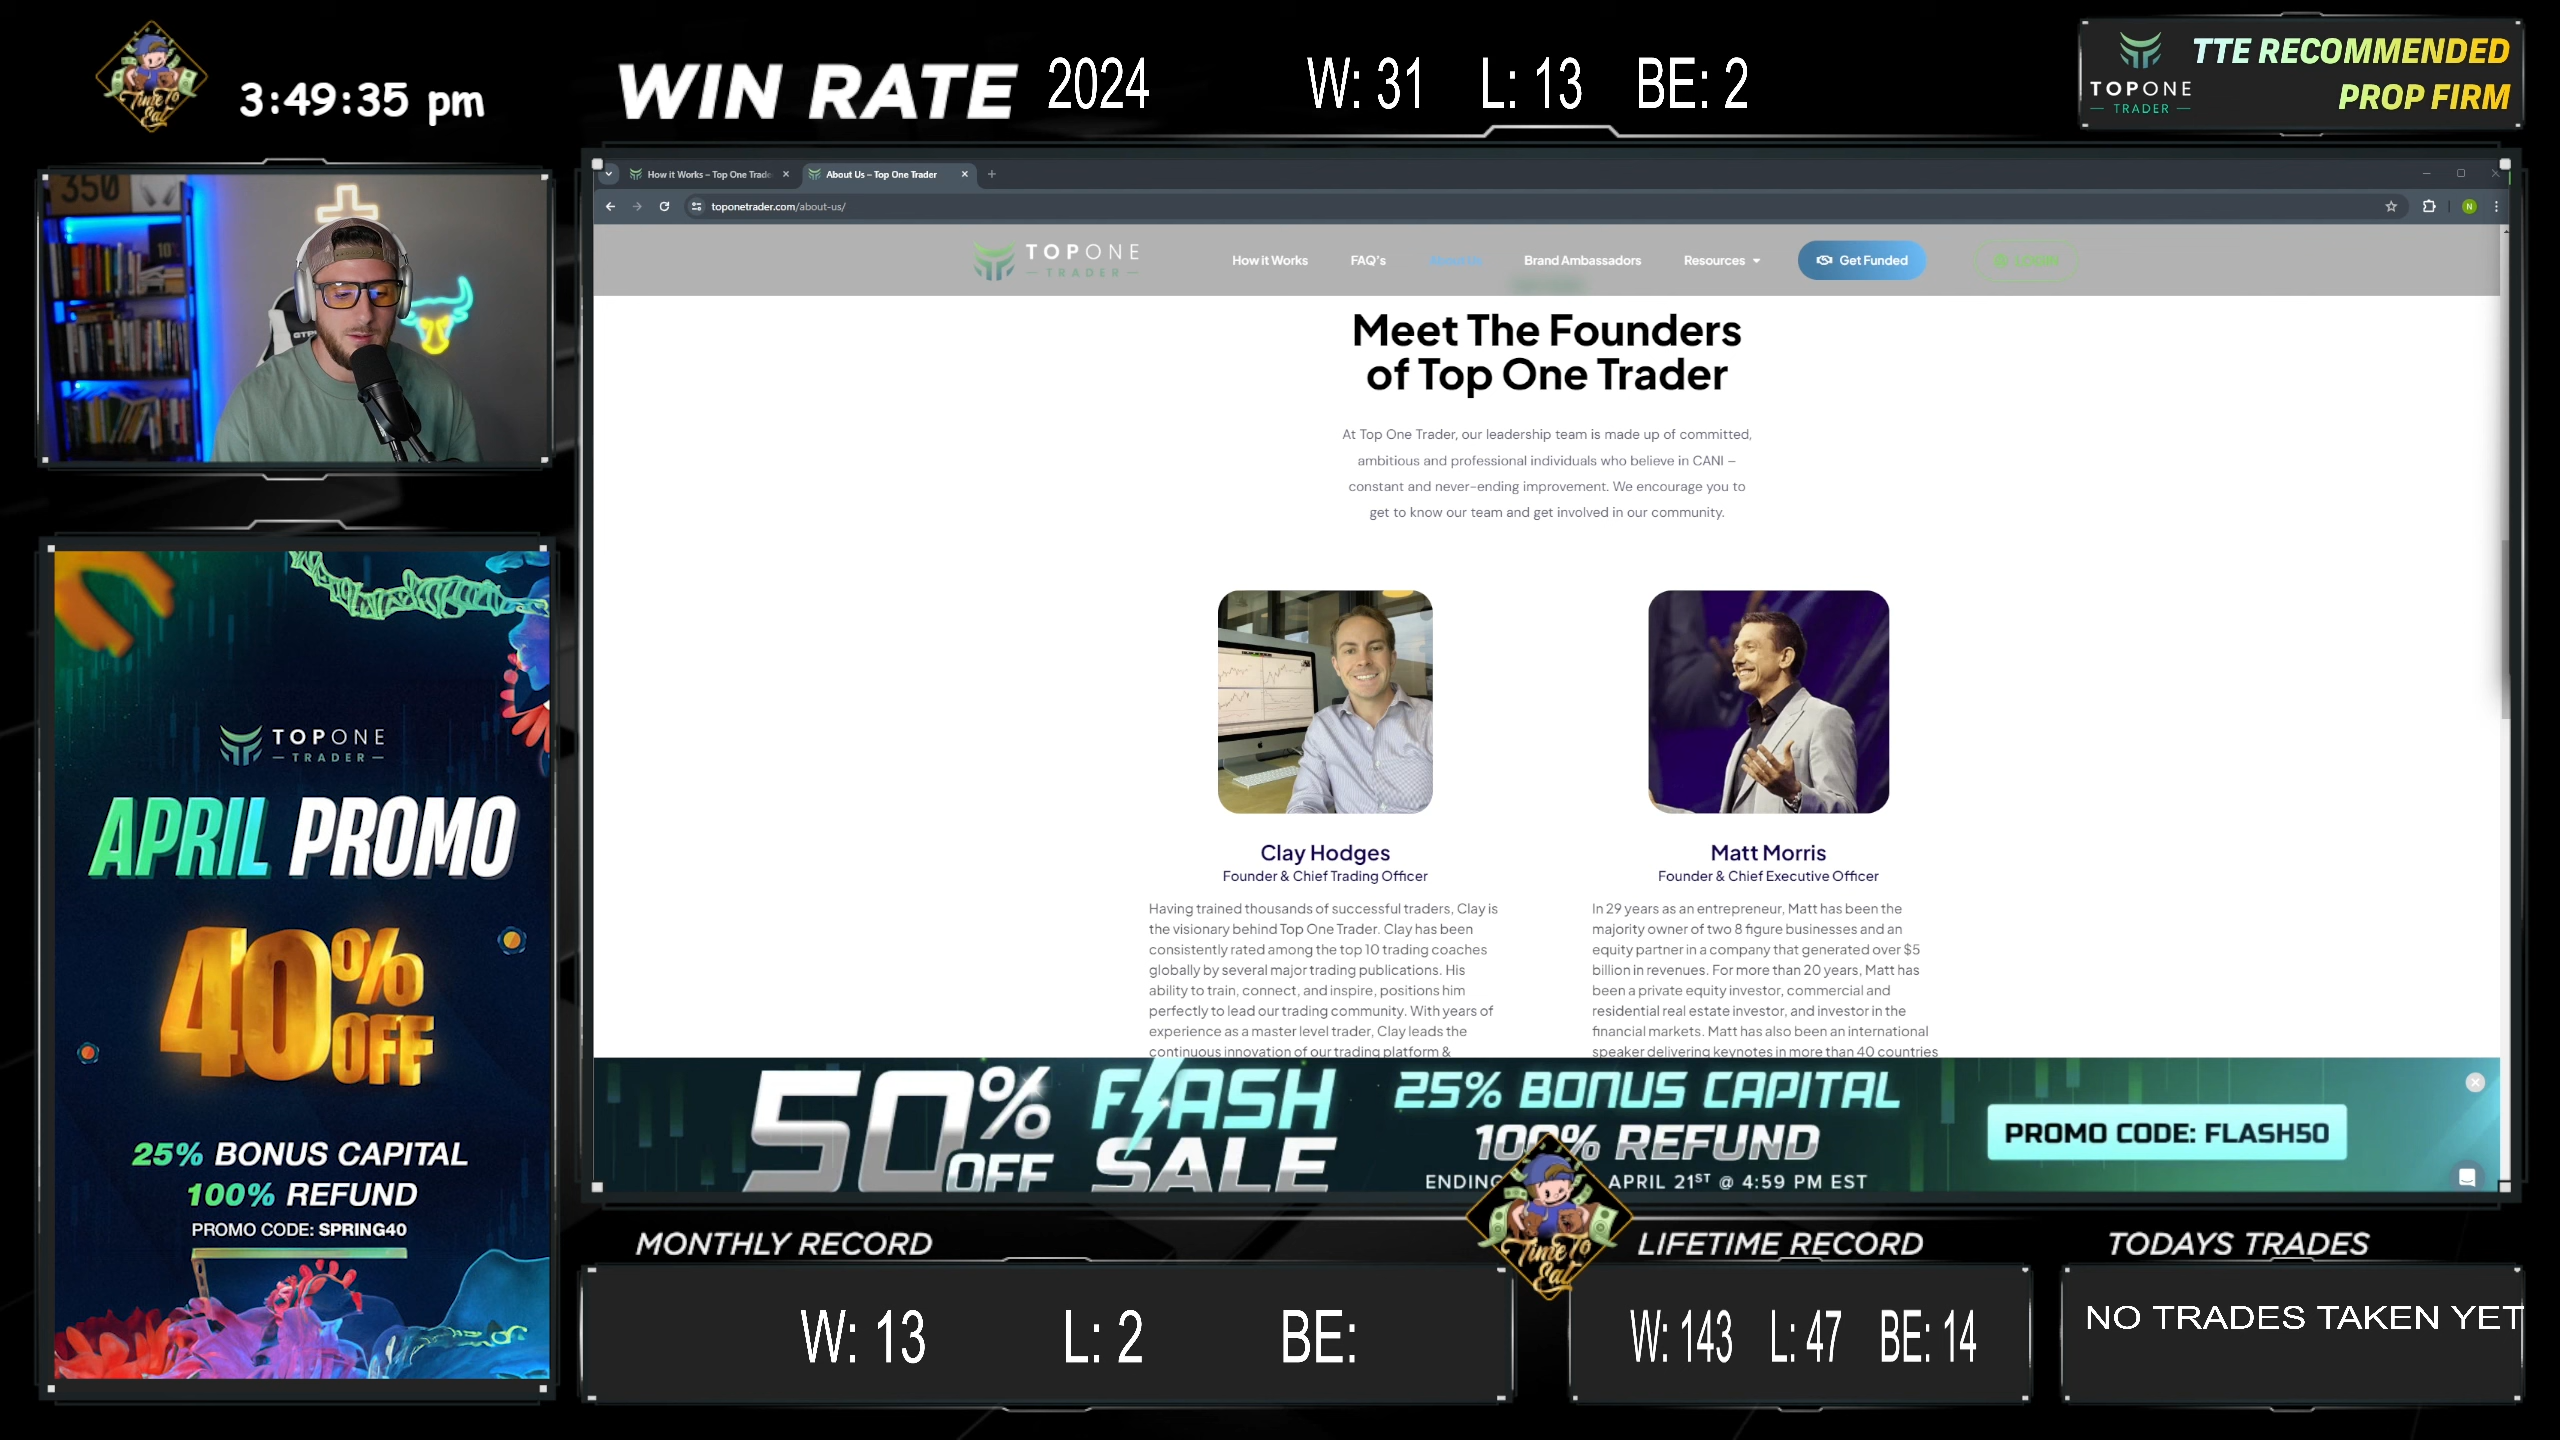 3:49:35 pm
WIN RATE 2024 W: 31 L: 13 BE: 2
TOPONE
TRADER
TTE RECOMMENDED
PROP FIRM
Time To
Eat
350
How it Works – Top One Trade
About Us – Top One Trader
toponetrader.com/about-us/
N
TOPONE
TRADER
How it Works
FAQ's
About Us
Brand Ambassadors
Resources
Get Funded
LOGIN
Meet The Founders
of Top One Trader
At Top One Trader, our leadership team is made up of committed,
ambitious and professional individuals who believe in CANI –
constant and never-ending improvement. We encourage you to
get to know our team and get involved in our community.
Clay Hodges
Founder & Chief Trading Officer
Having trained thousands of successful traders, Clay is
the visionary behind Top One Trader. Clay has been
consistently rated among the top 10 trading coaches
globally by several major trading publications. His
ability to train, connect, and inspire, positions him
perfectly to lead our trading community. With years of
experience as a master level trader, Clay leads the
continuous innovation of our trading platform &
Matt Morris
Founder & Chief Executive Officer
In 29 years as an entrepreneur, Matt has been the
majority owner of two 8 figure businesses and an
equity partner in a company that generated over $5
billion in revenues. For more than 20 years, Matt has
been a private equity investor, commercial and
residential real estate investor, and investor in the
financial markets. Matt has also been an international
speaker delivering keynotes in more than 40 countries
50% OFF
FLASH
SALE
25% BONUS CAPITAL
100% REFUND
ENDING APRIL 21ST @ 4:59 PM EST
PROMO CODE: FLASH50
TOPONE
TRADER
APRIL PROMO
40%
OFF
25% BONUS CAPITAL
100% REFUND
PROMO CODE: SPRING40
MONTHLY RECORD
W: 13 L: 2 BE:
Time To
Eat
LIFETIME RECORD
W: 143 L: 47 BE: 14
TODAYS TRADES
NO TRADES TAKEN YET